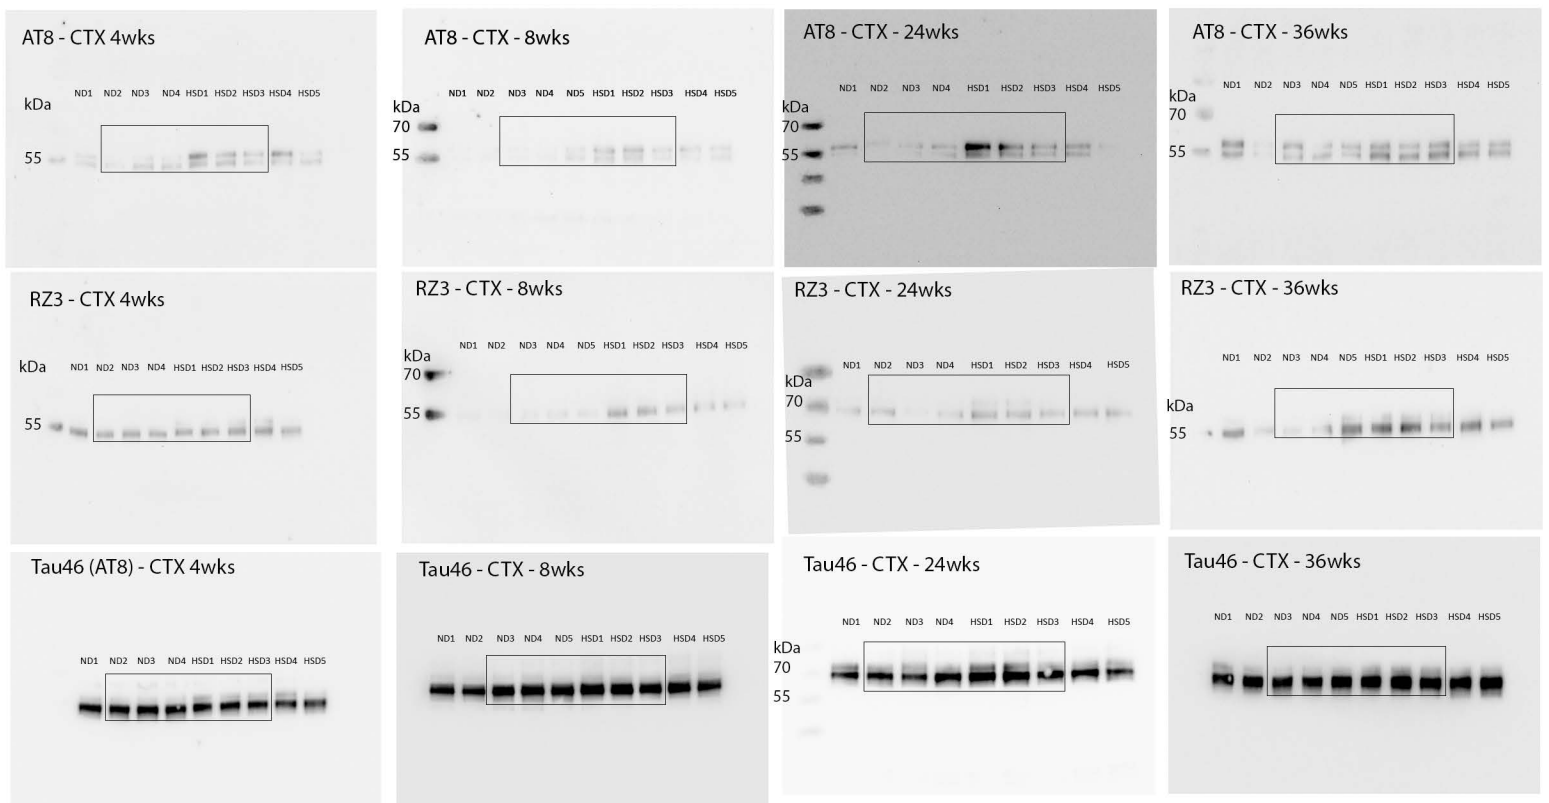 AT8 - CTX 4wks
ND1 ND2 ND3 ND4 HSD1 HSD2 HSD3 HSD4 HSD5
kDa
55
AT8 - CTX - 8wks
ND1 ND2 ND3 ND4 ND5 HSD1 HSD2 HSD3 HSD4 HSD5
kDa
70
55
AT8 - CTX - 24wks
ND1 ND2 ND3 ND4 HSD1 HSD2 HSD3 HSD4 HSD5
kDa
70
55
AT8 - CTX - 36wks
ND1 ND2 ND3 ND4 ND5 HSD1 HSD2 HSD3 HSD4 HSD5
kDa
70
55
RZ3 - CTX 4wks
kDa
ND1 ND2 ND3 ND4 HSD1 HSD2 HSD3 HSD4 HSD5
55
RZ3 - CTX - 8wks
ND1 ND2 ND3 ND4 ND5 HSD1 HSD2 HSD3 HSD4 HSD5
kDa
70
55
RZ3 - CTX - 24wks
ND1 ND2 ND3 ND4 HSD1 HSD2 HSD3 HSD4 HSD5
kDa
70
55
RZ3 - CTX - 36wks
ND1 ND2 ND3 ND4 ND5 HSD1 HSD2 HSD3 HSD4 HSD5
kDa
55
Tau46 (AT8) - CTX 4wks
ND1 ND2 ND3 ND4 HSD1 HSD2 HSD3 HSD4 HSD5
Tau46 - CTX - 8wks
ND1 ND2 ND3 ND4 ND5 HSD1 HSD2 HSD3 HSD4 HSD5
Tau46 - CTX - 24wks
ND1 ND2 ND3 ND4 HSD1 HSD2 HSD3 HSD4 HSD5
kDa
70
55
Tau46 - CTX - 36wks
ND1 ND2 ND3 ND4 ND5 HSD1 HSD2 HSD3 HSD4 HSD5